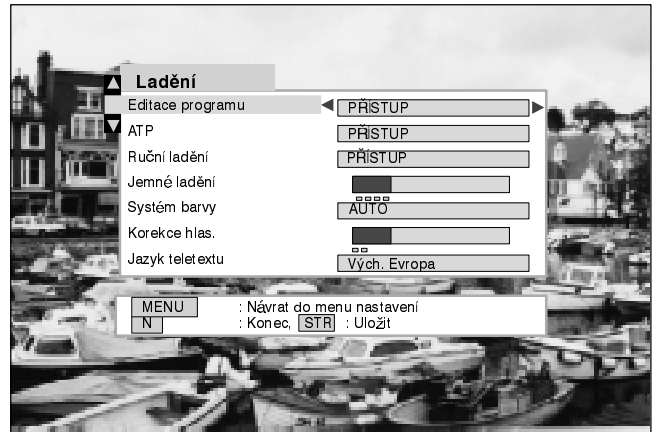 Ladění
Editace programu PŘÍSTUP
ATP PŘÍSTUP
Ruční ladění PŘÍSTUP
Jemné ladění
Systém barvy AUTO
Korekce hlas.
Jazyk teletextu Vých. Evropa
MENU : Návrat do menu nastavení
N : Konec, STR : Uložit